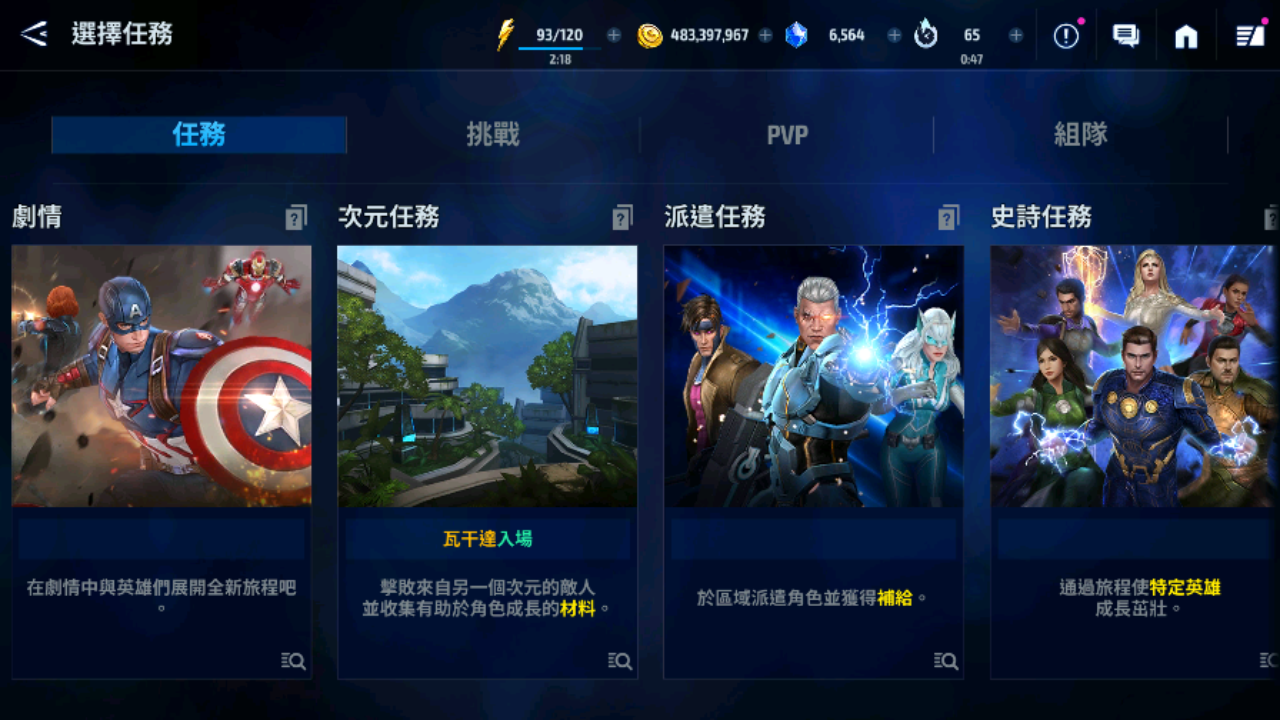 選擇任務
93/120
2:18
483,397,967
6,564
65
0:47
任務
挑戰
PVP
組隊
劇情
次元任務
派遣任務
史詩任務
在劇情中與英雄們展開全新旅程吧
。
瓦干達入場
擊敗來自另一個次元的敵人
並收集有助於角色成長的材料。
於區域派遣角色並獲得補給。
通過旅程使特定英雄
成長茁壯。